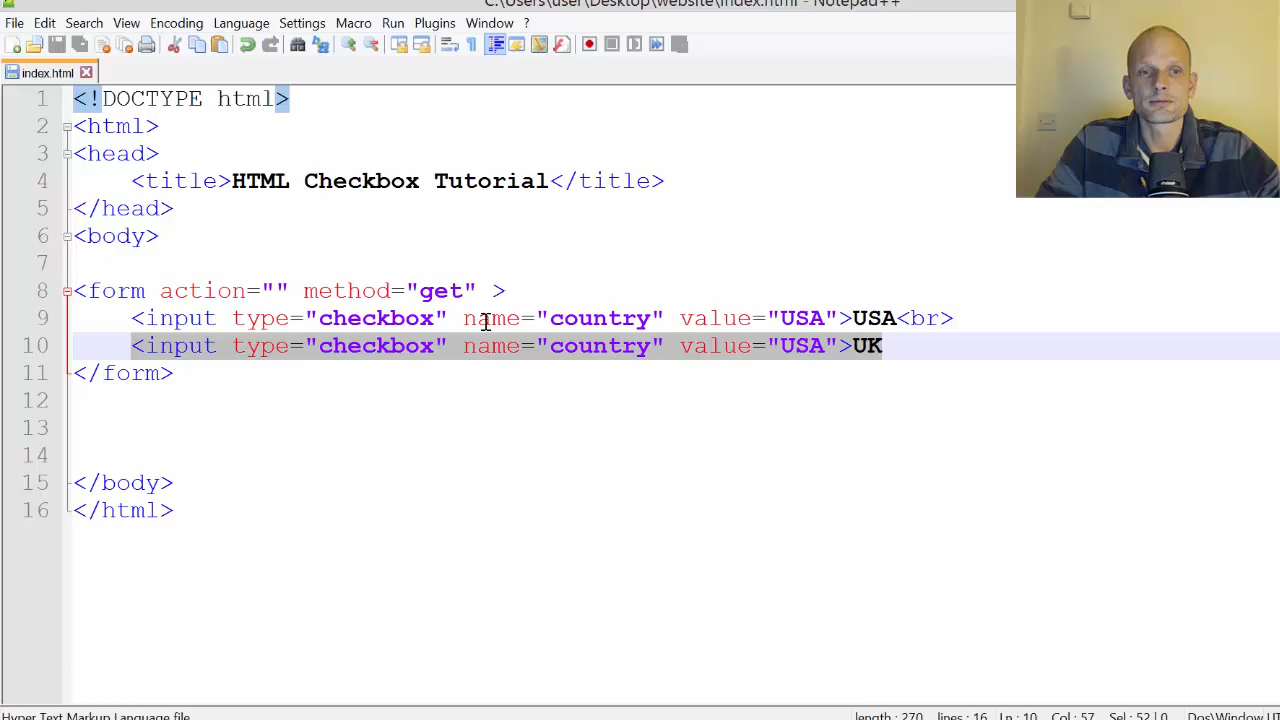 C:\Users\user\Desktop\website\index.html - Notepad++
File Edit Search View Encoding Language Settings Macro Run Plugins Window ?
index.html
1 <!DOCTYPE html>
2 <html>
3 <head>
4 <title>HTML Checkbox Tutorial</title>
5 </head>
6 <body>
7
8 <form action="" method="get" >
9 <input type="checkbox" name="country" value="USA">USA<br>
10 <input type="checkbox" name="country" value="USA">UK
11 </form>
12
13
14
15 </body>
16 </html>
Hyper Text Markup Language file length : 270 lines : 16 Ln : 10 Col : 57 Sel : 52 | 0 Dos\Window UT